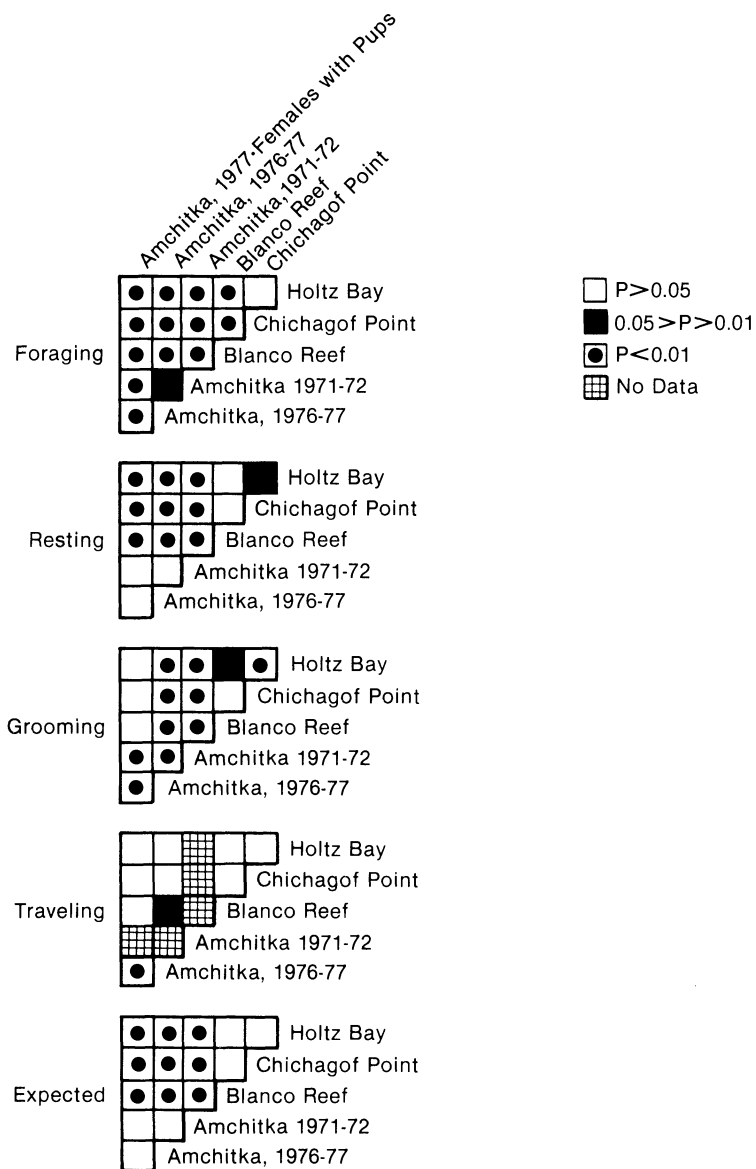 Amchitka, 1977·Females with Pups
Amchitka, 1976-77
Amchitka, 1971-72
Blanco Reef
Chichagof Point
Foraging
Holtz Bay
Chichagof Point
Blanco Reef
Amchitka 1971-72
Amchitka, 1976-77
P>0.05
0.05>P>0.01
P<0.01
No Data
Resting
Holtz Bay
Chichagof Point
Blanco Reef
Amchitka 1971-72
Amchitka, 1976-77
Grooming
Holtz Bay
Chichagof Point
Blanco Reef
Amchitka 1971-72
Amchitka, 1976-77
Traveling
Holtz Bay
Chichagof Point
Blanco Reef
Amchitka 1971-72
Amchitka, 1976-77
Expected
Holtz Bay
Chichagof Point
Blanco Reef
Amchitka 1971-72
Amchitka, 1976-77